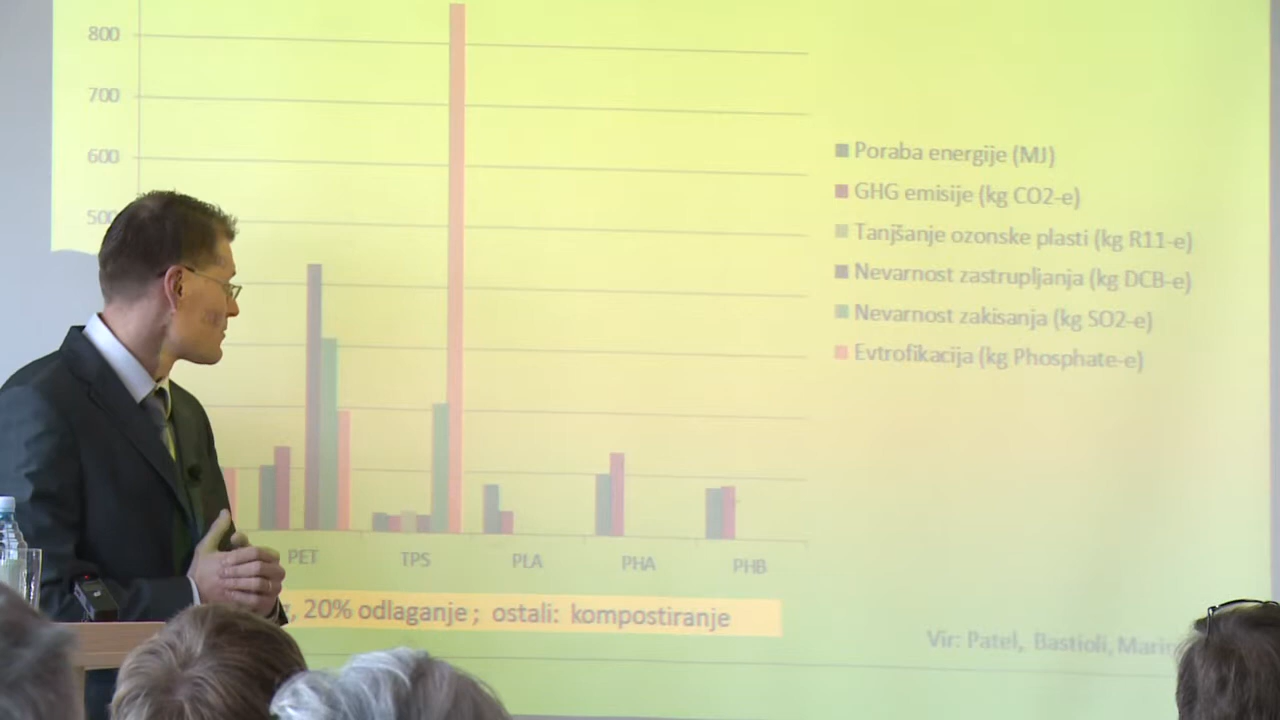 800
700
600
500
Poraba energije (MJ)
GHG emisije (kg CO2-e)
Tanjšanje ozonske plasti (kg R11-e)
Nevarnost zastrupljanja (kg DCB-e)
Nevarnost zakisanja (kg SO2-e)
Evtrofikacija (kg Phosphate-e)
PET TPS PLA PHA PHB
20% odlaganje ; ostali: kompostiranje
Vir: Patel, Bastioli,